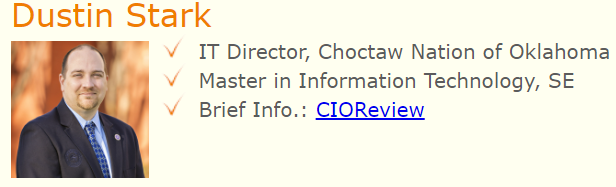 Dustin Stark
IT Director, Choctaw Nation of Oklahoma
Master in Information Technology, SE
Brief Info.: CIOReview